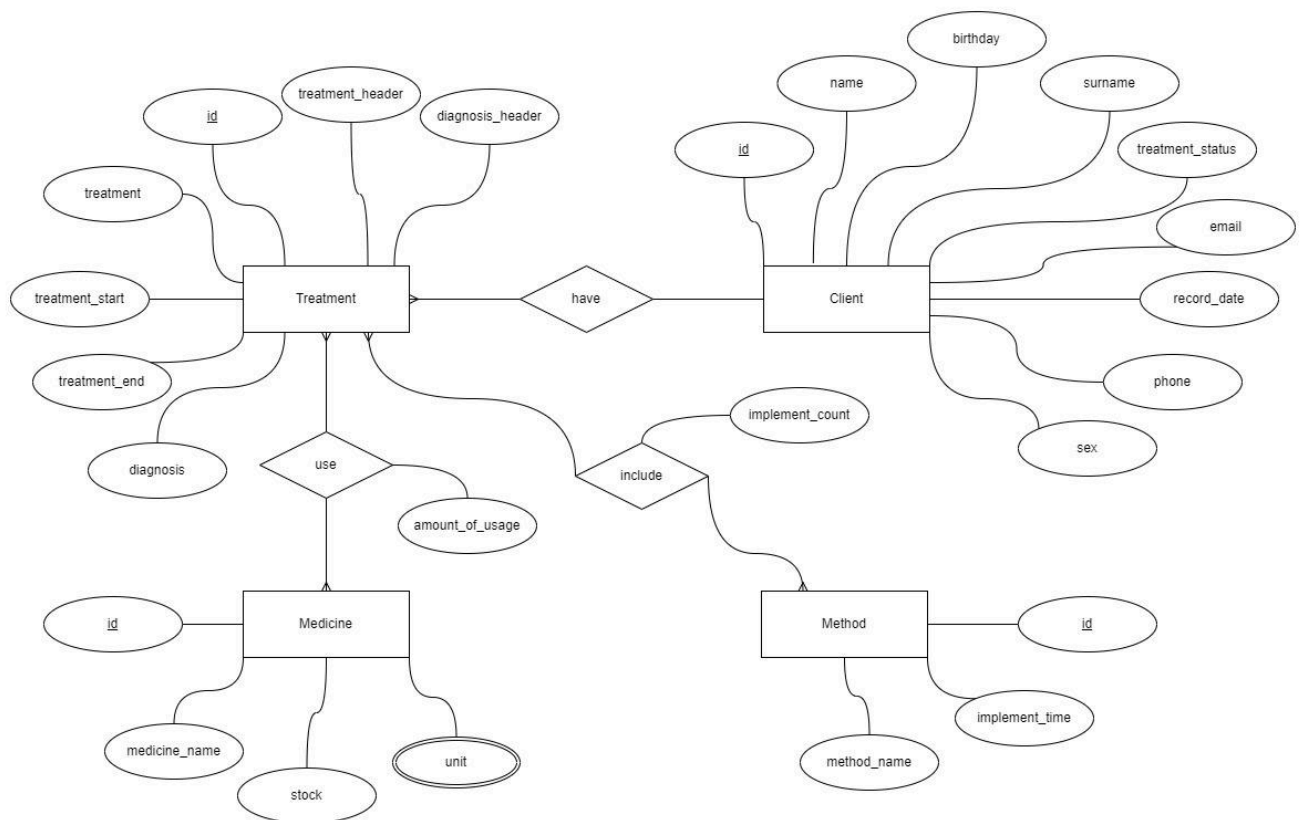 birthday
name
surname
treatment_header
id
diagnosis_header
id
treatment_status
treatment
email
treatment_start
Treatment
have
Client
record_date
treatment_end
phone
implement_count
sex
diagnosis
use
include
amount_of_usage
id
Medicine
Method
id
medicine_name
stock
unit
method_name
implement_time